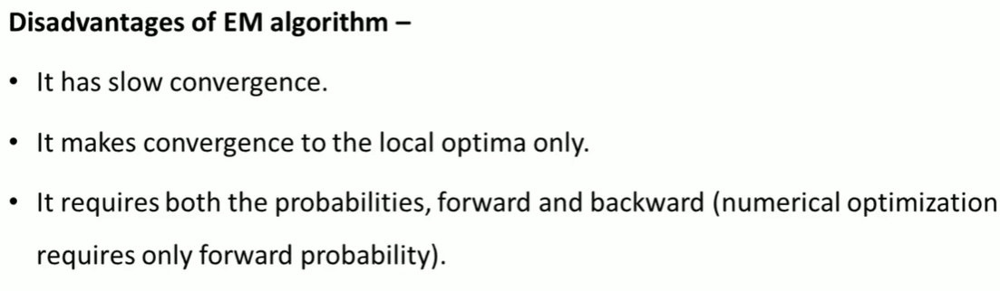 Disadvantages of EM algorithm –
• It has slow convergence.
• It makes convergence to the local optima only.
• It requires both the probabilities, forward and backward (numerical optimization
requires only forward probability).